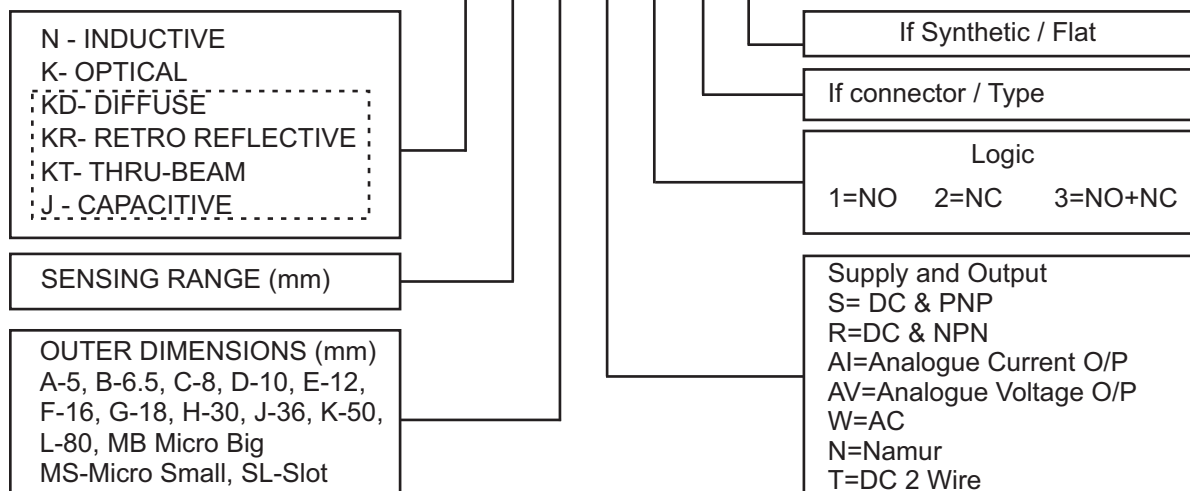 N - INDUCTIVE
K- OPTICAL
KD- DIFFUSE
KR- RETRO REFLECTIVE
KT- THRU-BEAM
J - CAPACITIVE
SENSING RANGE (mm)
OUTER DIMENSIONS (mm)
A-5, B-6.5, C-8, D-10, E-12,
F-16, G-18, H-30, J-36, K-50,
L-80, MB Micro Big
MS-Micro Small, SL-Slot
If Synthetic / Flat
If connector / Type
Logic
1=NO 2=NC 3=NO+NC
Supply and Output
S= DC & PNP
R=DC & NPN
AI=Analogue Current O/P
AV=Analogue Voltage O/P
W=AC
N=Namur
T=DC 2 Wire